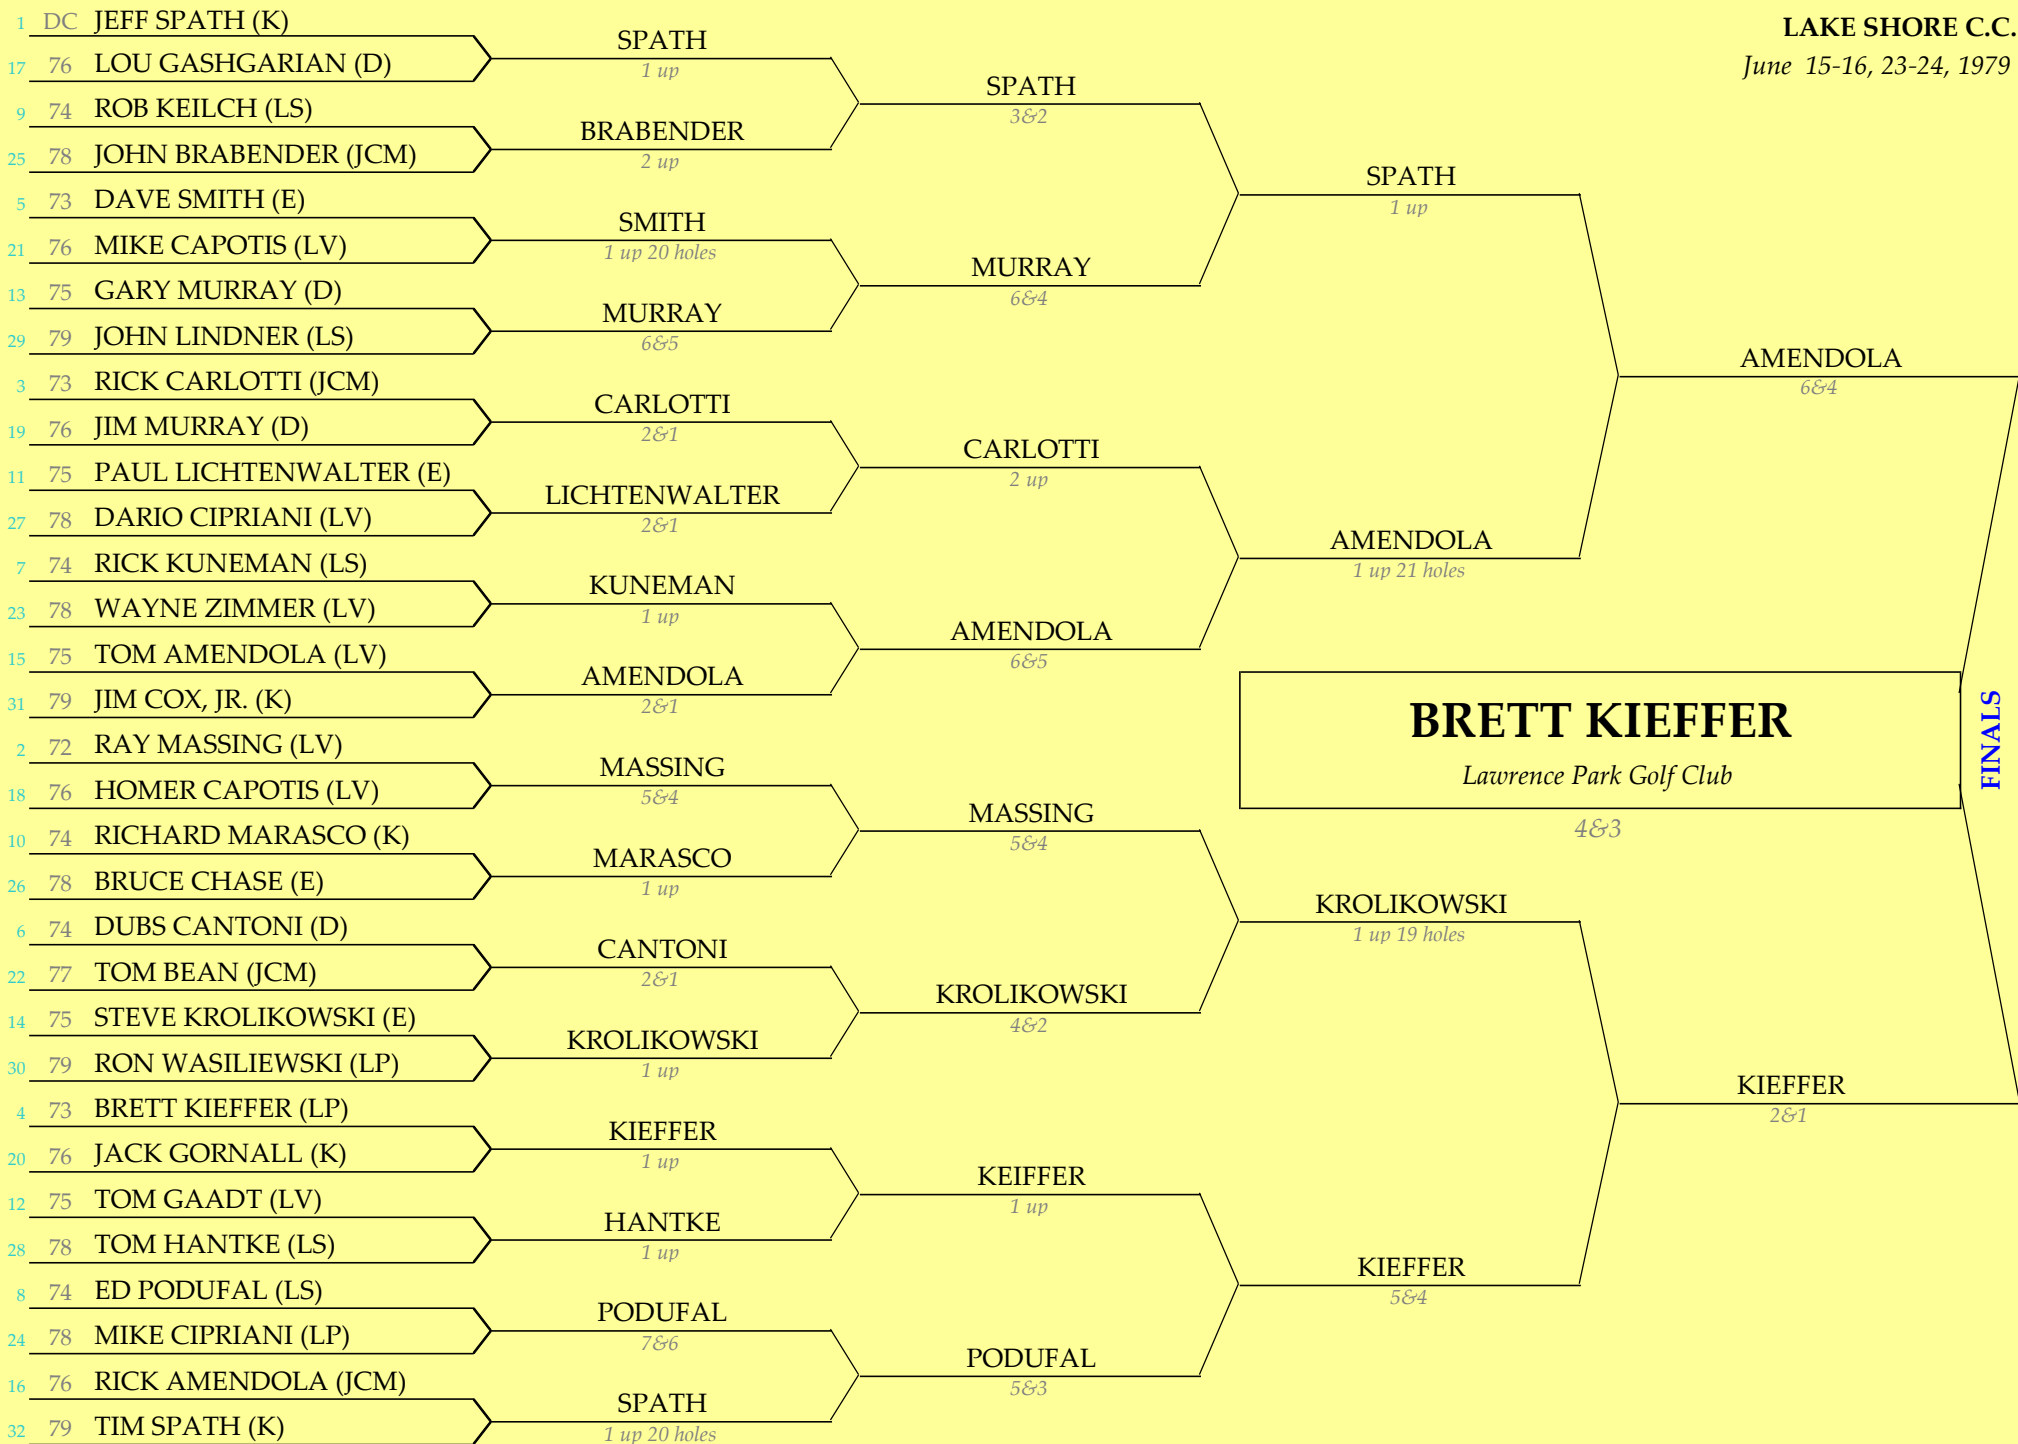 LAKE SHORE C.C.
June 15-16, 23-24, 1979
1 DC JEFF SPATH (K)
17 76 LOU GASHGARIAN (D)
9 74 ROB KEILCH (LS)
25 78 JOHN BRABENDER (JCM)
5 73 DAVE SMITH (E)
21 76 MIKE CAPOTIS (LV)
13 75 GARY MURRAY (D)
29 79 JOHN LINDNER (LS)
3 73 RICK CARLOTTI (JCM)
19 76 JIM MURRAY (D)
11 75 PAUL LICHTENWALTER (E)
27 78 DARIO CIPRIANI (LV)
7 74 RICK KUNEMAN (LS)
23 78 WAYNE ZIMMER (LV)
15 75 TOM AMENDOLA (LV)
31 79 JIM COX, JR. (K)
2 72 RAY MASSING (LV)
18 76 HOMER CAPOTIS (LV)
10 74 RICHARD MARASCO (K)
26 78 BRUCE CHASE (E)
6 74 DUBS CANTONI (D)
22 77 TOM BEAN (JCM)
14 75 STEVE KROLIKOWSKI (E)
30 79 RON WASILIEWSKI (LP)
4 73 BRETT KIEFFER (LP)
20 76 JACK GORNALL (K)
12 75 TOM GAADT (LV)
28 78 TOM HANTKE (LS)
8 74 ED PODUFAL (LS)
24 78 MIKE CIPRIANI (LP)
16 76 RICK AMENDOLA (JCM)
32 79 TIM SPATH (K)
SPATH
1 up
BRABENDER
2 up
SMITH
1 up 20 holes
MURRAY
6&5
CARLOTTI
2&1
LICHTENWALTER
2&1
KUNEMAN
1 up
AMENDOLA
2&1
MASSING
5&4
MARASCO
1 up
CANTONI
2&1
KROLIKOWSKI
1 up
KIEFFER
1 up
HANTKE
1 up
PODUFAL
7&6
SPATH
1 up 20 holes
SPATH
3&2
MURRAY
6&4
CARLOTTI
2 up
AMENDOLA
6&5
MASSING
5&4
KROLIKOWSKI
4&2
KEIFFER
1 up
PODUFAL
5&3
SPATH
1 up
AMENDOLA
1 up 21 holes
KROLIKOWSKI
1 up 19 holes
KIEFFER
5&4
AMENDOLA
6&4
KIEFFER
2&1
BRETT KIEFFER
Lawrence Park Golf Club
4&3
FINALS